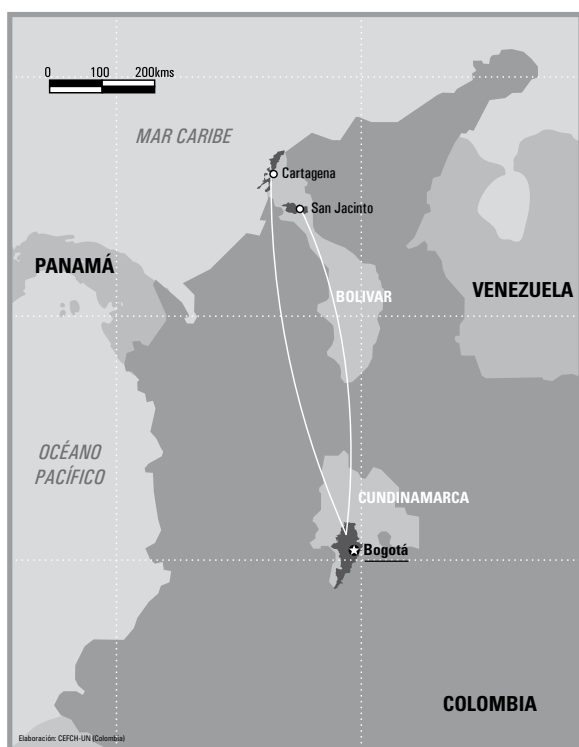 0 100 200kms
MAR CARIBE
Cartagena
San Jacinto
PANAMÁ
VENEZUELA
BOLIVAR
OCÉANO
PACÍFICO
CUNDINAMARCA
Bogotá
COLOMBIA
Elaboración: CEFCH-UN (Colombia)